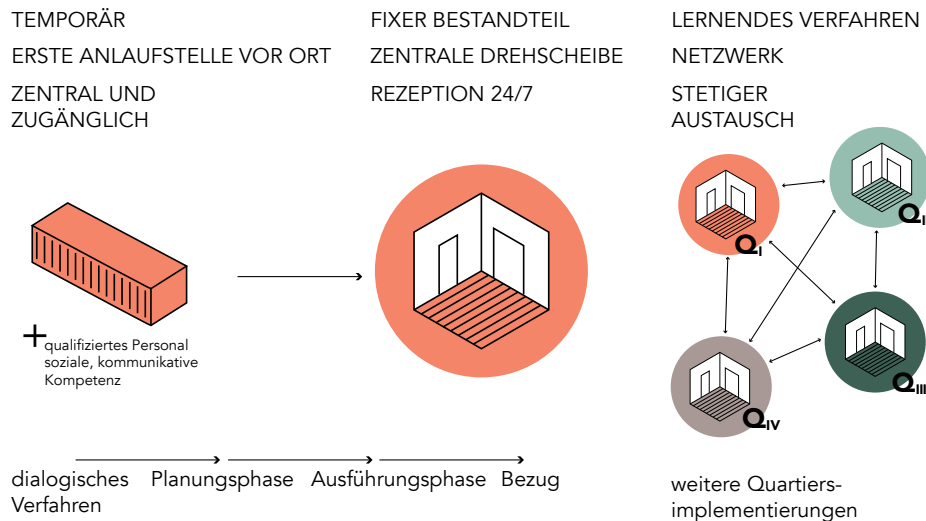 TEMPORÄR
ERSTE ANLAUFSTELLE VOR ORT
ZENTRAL UND
ZUGÄNGLICH
+qualifiziertes Personal
soziale, kommunikative
Kompetenz
FIXER BESTANDTEIL
ZENTRALE DREHSCHEIBE
REZEPTION 24/7
LERNENDES VERFAHREN
NETZWERK
STETIGER
AUSTAUSCH
QI
QI
QIV
QIII
dialogisches Planungsphase Ausführungsphase Bezug
Verfahren
weitere Quartiers-
implementierungen